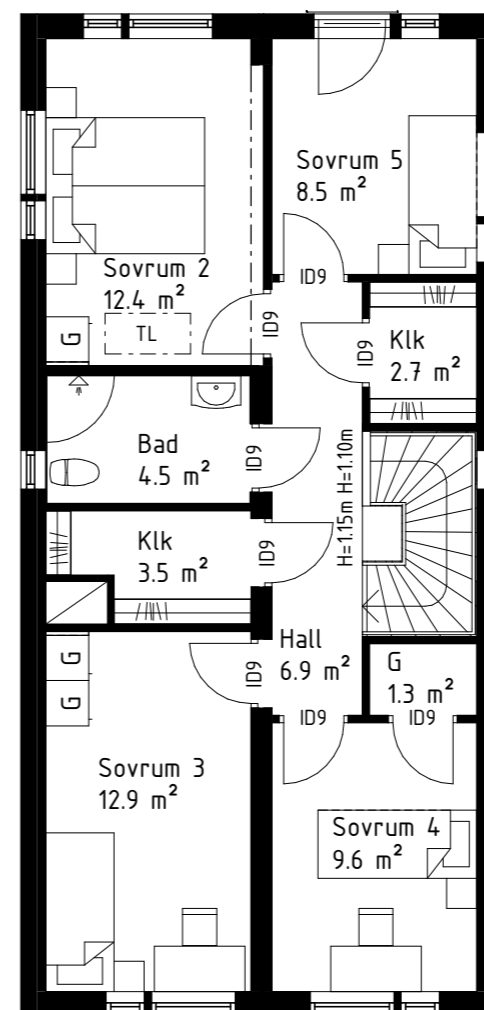 Sovrum 5
8.5 m²
Sovrum 2
12.4 m²
ID9
TL
G
ID9
ID9
Klk
2.7 m²
Bad
4.5 m²
ID9
H=1.15m H=1.10m
Klk
3.5 m²
ID9
Hall
6.9 m²
G
G
ID9
G
1.3 m²
ID9
ID9
Sovrum 3
12.9 m²
Sovrum 4
9.6 m²